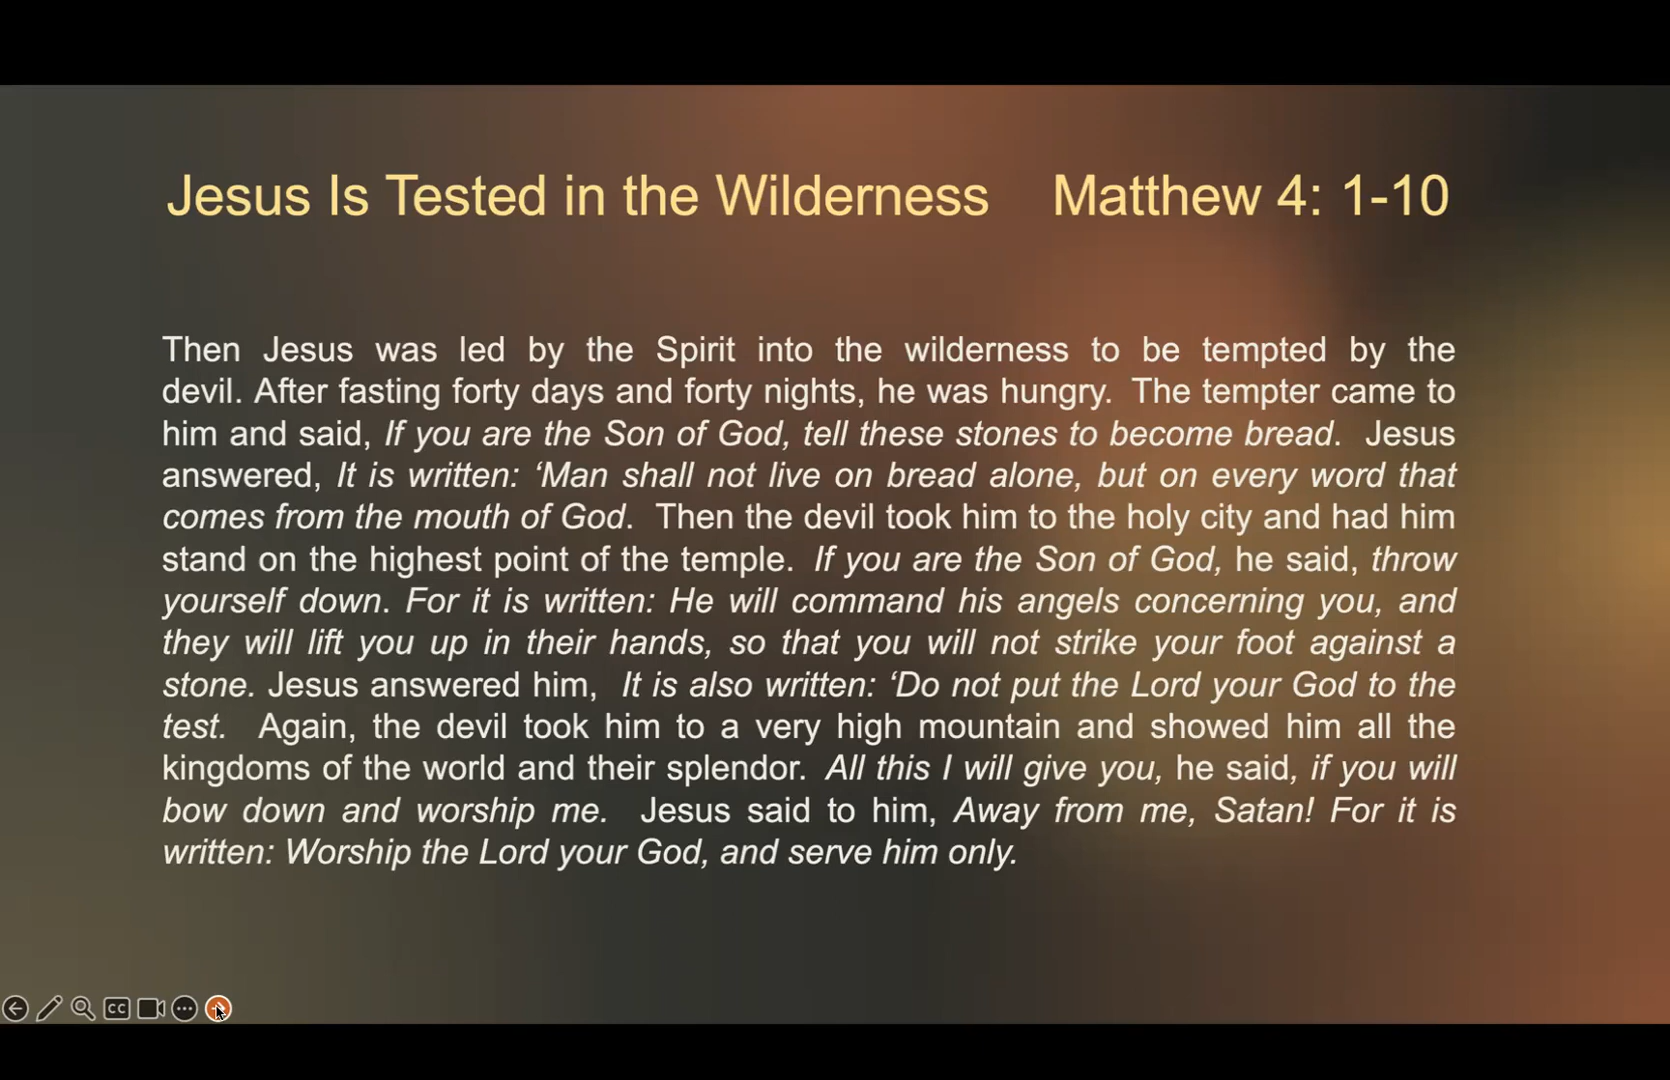 Jesus Is Tested in the Wilderness Matthew 4: 1-10
Then Jesus was led by the Spirit into the wilderness to be tempted by the
devil. After fasting forty days and forty nights, he was hungry. The tempter came to
him and said, If you are the Son of God, tell these stones to become bread. Jesus
answered, It is written: ‘Man shall not live on bread alone, but on every word that
comes from the mouth of God. Then the devil took him to the holy city and had him
stand on the highest point of the temple. If you are the Son of God, he said, throw
yourself down. For it is written: He will command his angels concerning you, and
they will lift you up in their hands, so that you will not strike your foot against a
stone. Jesus answered him, It is also written: ‘Do not put the Lord your God to the
test. Again, the devil took him to a very high mountain and showed him all the
kingdoms of the world and their splendor. All this I will give you, he said, if you will
bow down and worship me. Jesus said to him, Away from me, Satan! For it is
written: Worship the Lord your God, and serve him only.
CC